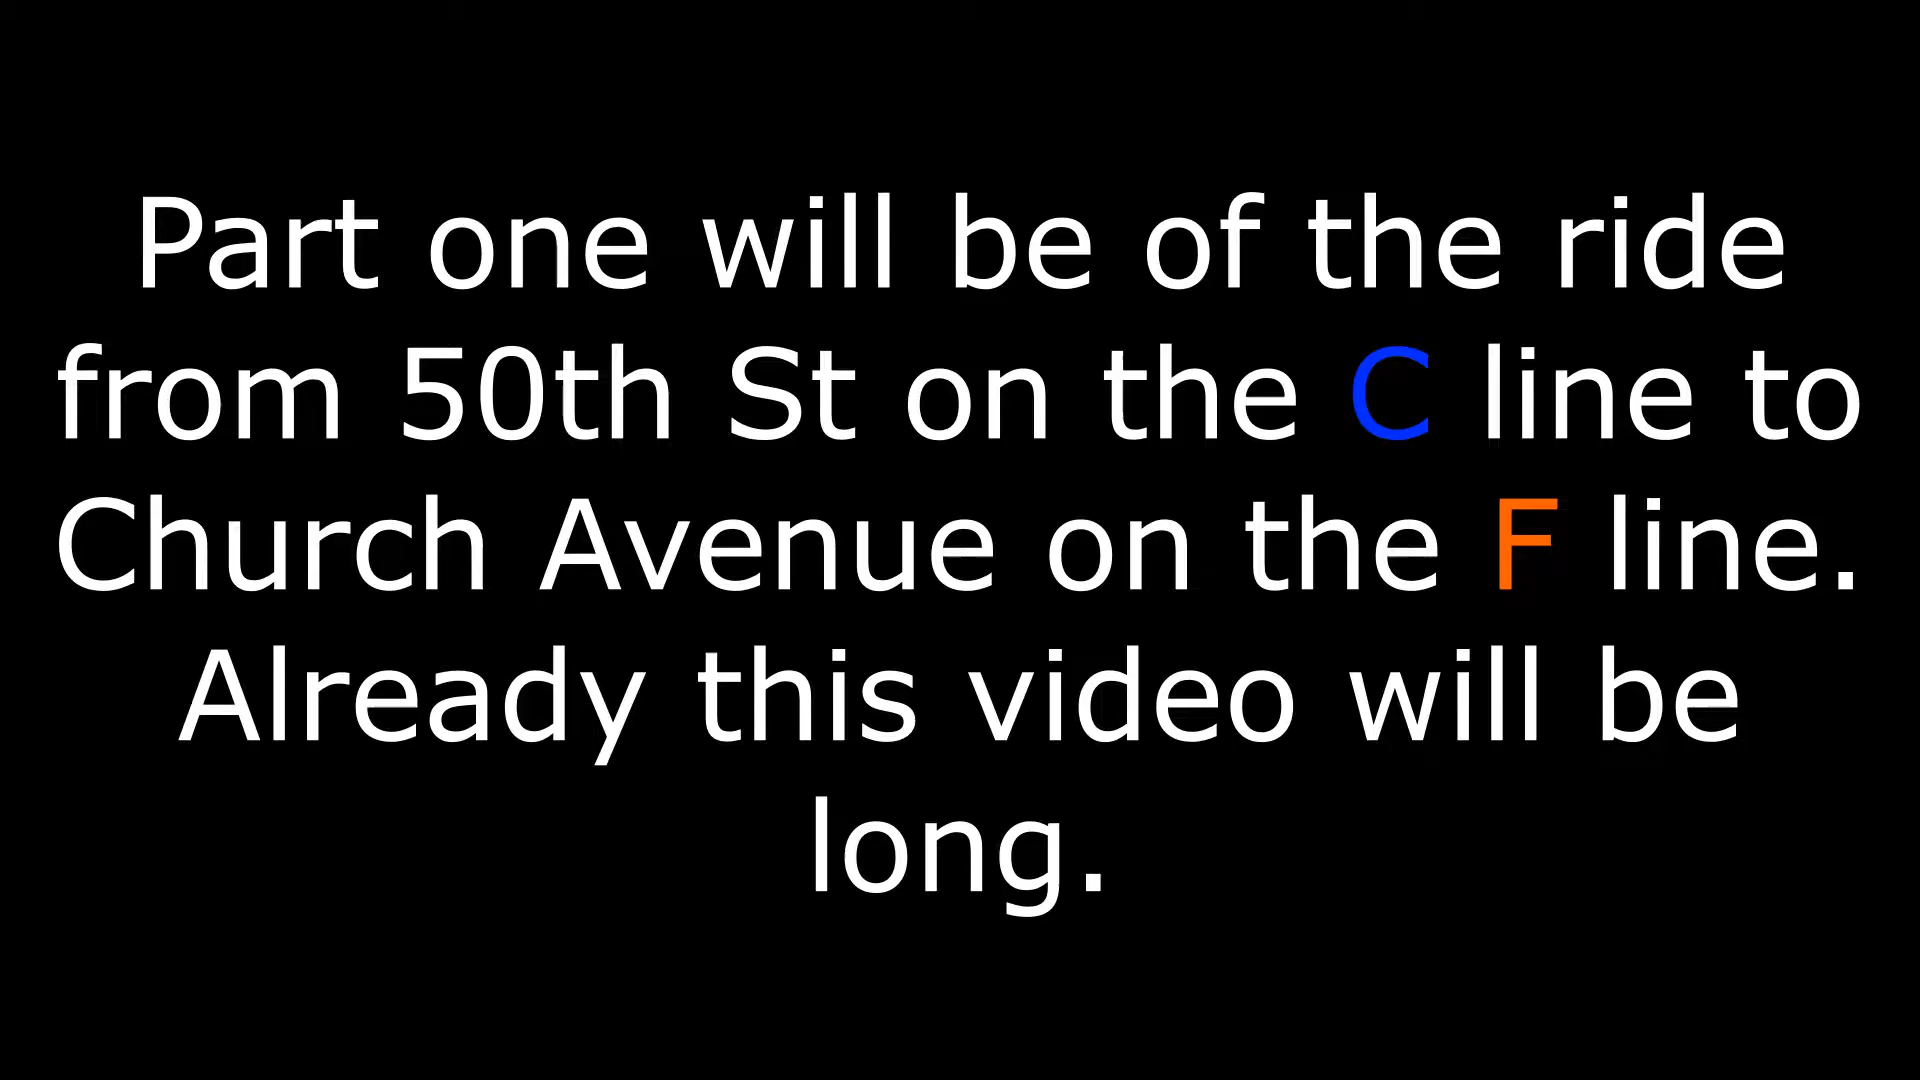 Part one will be of the ride
from 50th St on the C line to
Church Avenue on the F line.
Already this video will be
long.